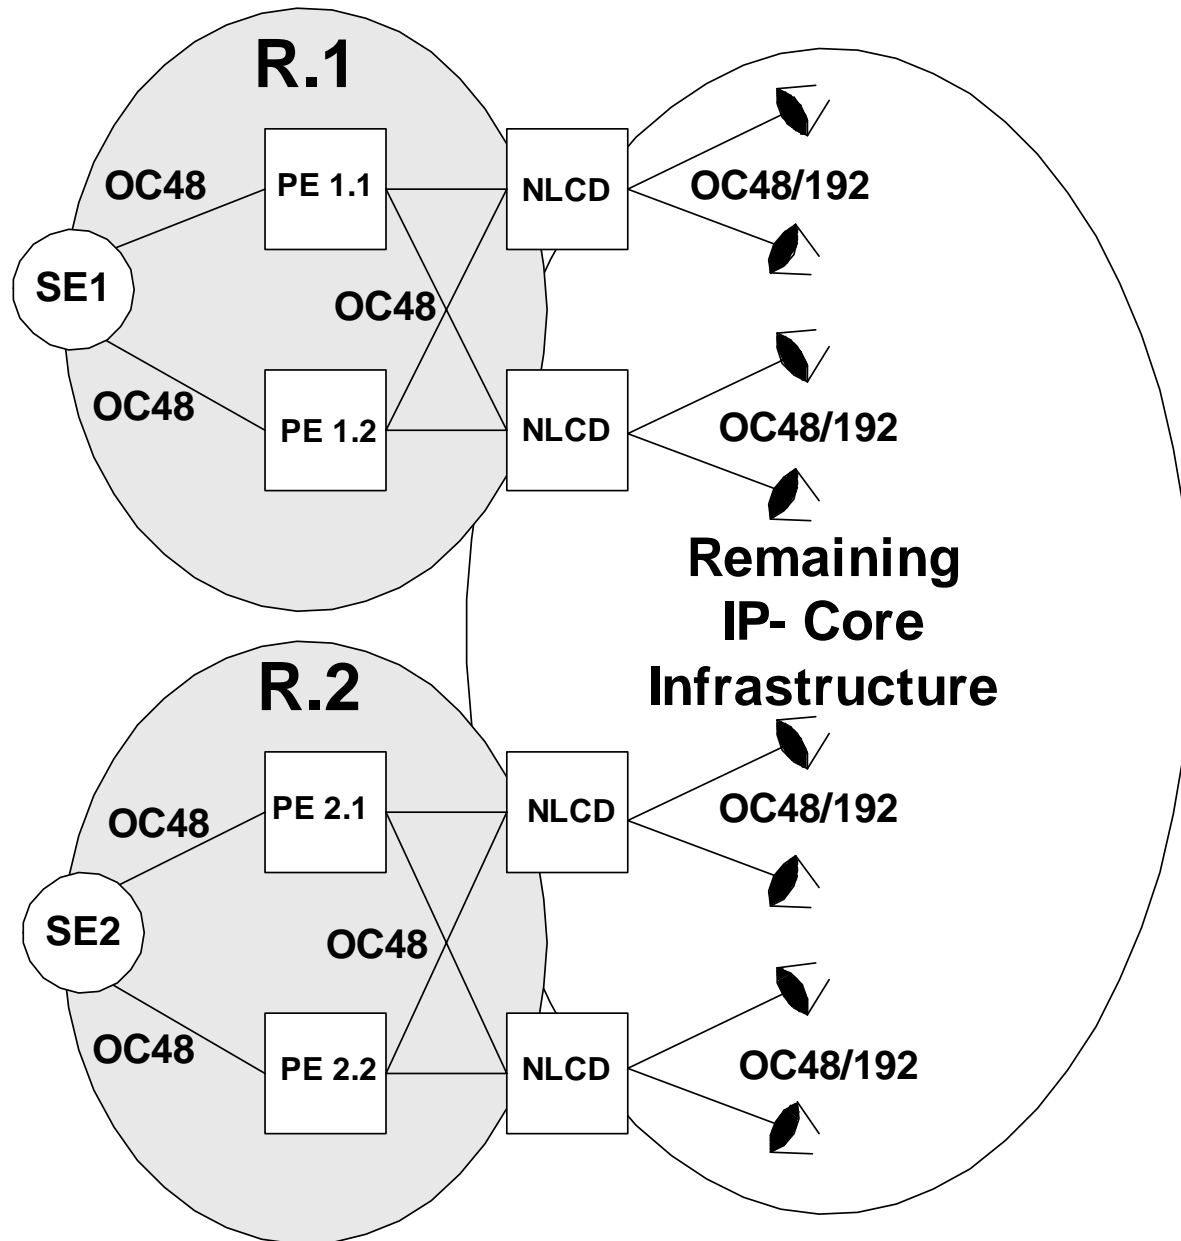 R.1
OC48
PE 1.1
NLCD
OC48/192
SE1
OC48
OC48
PE 1.2
NLCD
OC48/192
Remaining
IP- Core
Infrastructure
R.2
OC48
PE 2.1
NLCD
OC48/192
SE2
OC48
OC48
PE 2.2
NLCD
OC48/192